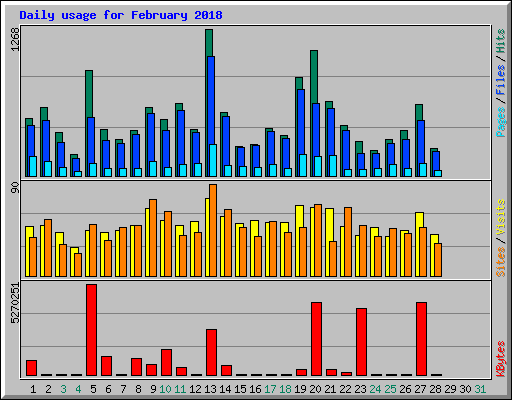 Daily usage for February 2018
1268
Pages / Files / Hits
90
Sites / Visits
5270251
KBytes
1 2 3 4 5 6 7 8 9 10 11 12 13 14 15 16 17 18 19 20 21 22 23 24 25 26 27 28 29 30 31